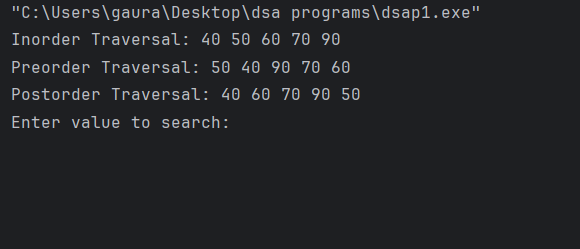 "C:\Users\gaura\Desktop\dsa programs\dsap1.exe"
Inorder Traversal: 40 50 60 70 90
Preorder Traversal: 50 40 90 70 60
Postorder Traversal: 40 60 70 90 50
Enter value to search: